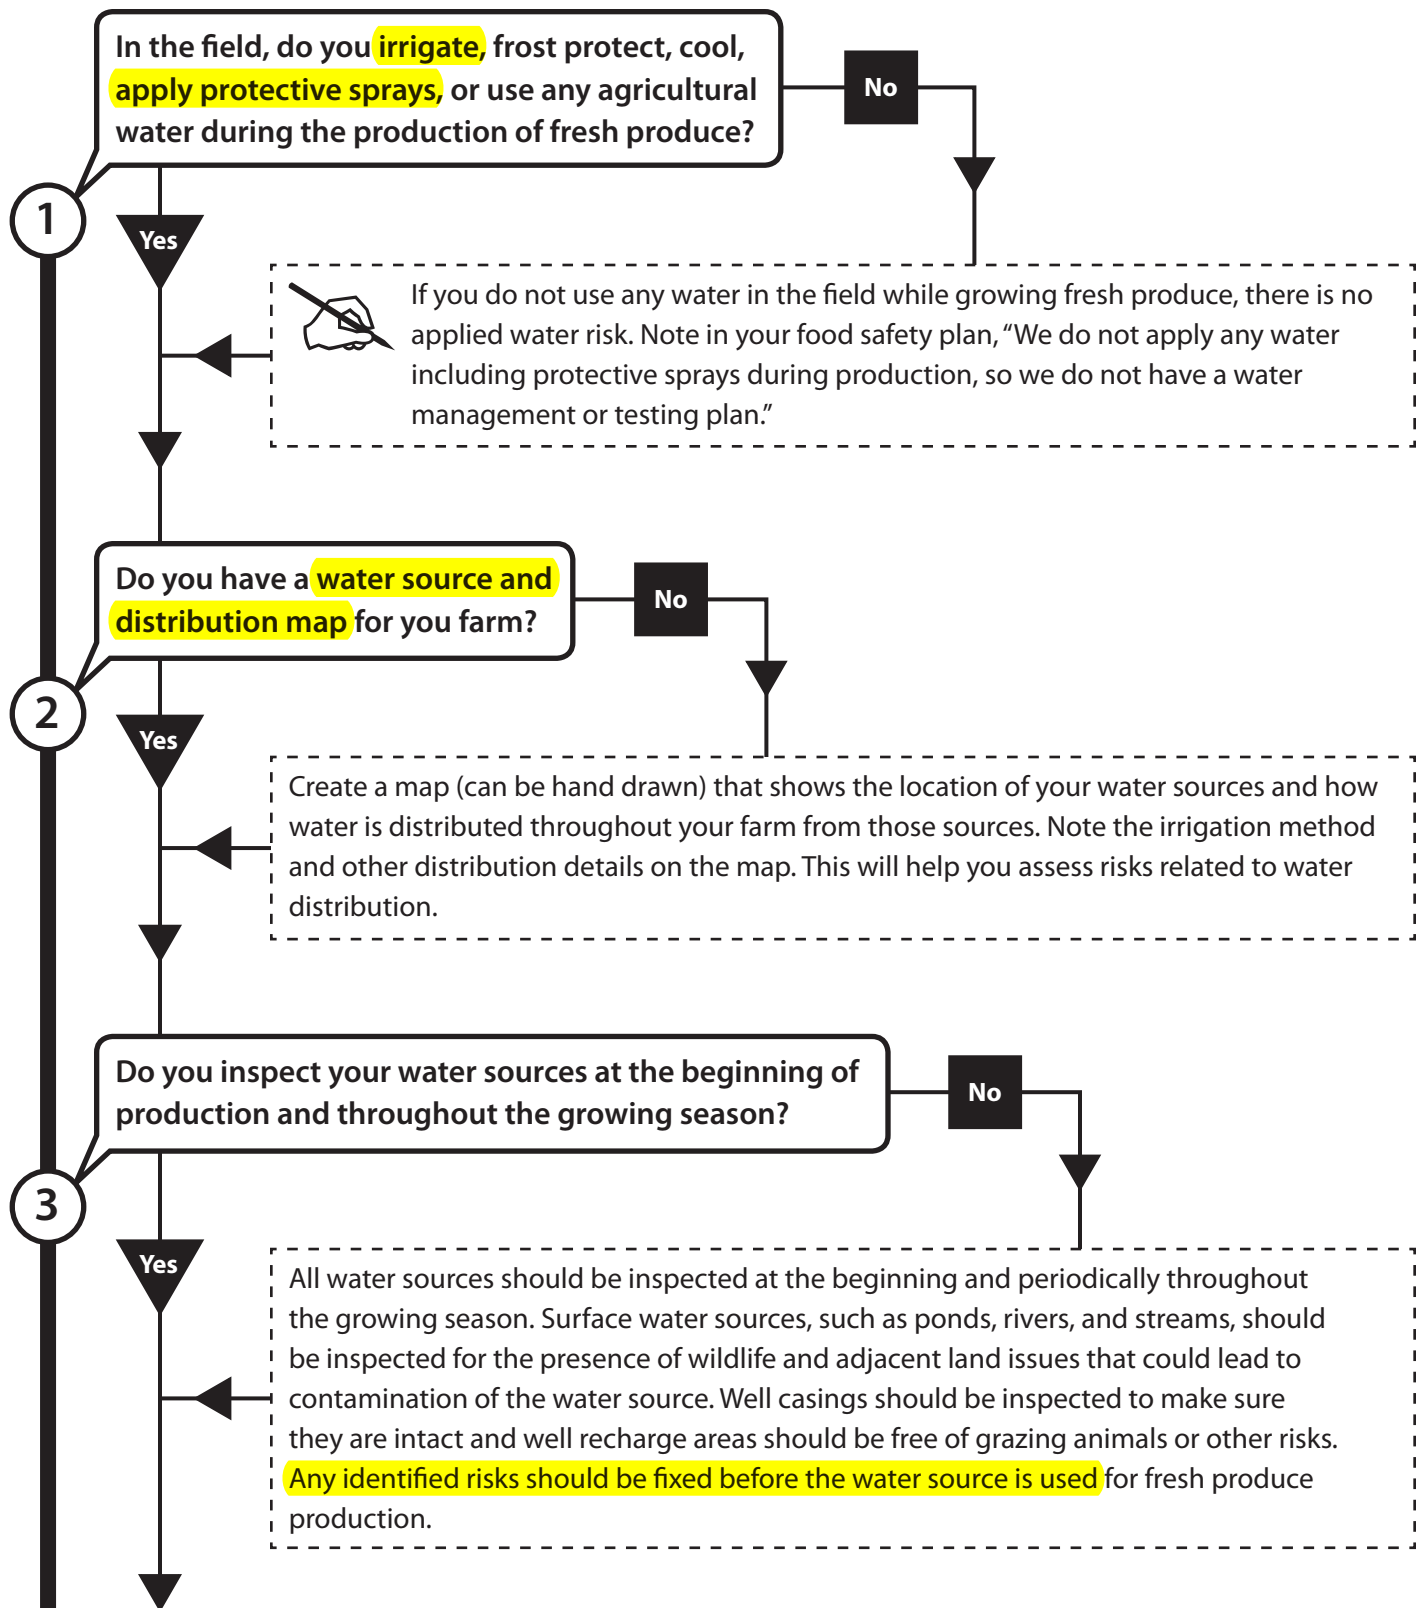 In the field, do you irrigate, frost protect, cool,
apply protective sprays, or use any agricultural
water during the production of fresh produce?
No
1
Yes
If you do not use any water in the field while growing fresh produce, there is no
applied water risk. Note in your food safety plan, “We do not apply any water
including protective sprays during production, so we do not have a water
management or testing plan.”
Do you have a water source and
distribution map for you farm?
No
2
Yes
Create a map (can be hand drawn) that shows the location of your water sources and how
water is distributed throughout your farm from those sources. Note the irrigation method
and other distribution details on the map. This will help you assess risks related to water
distribution.
Do you inspect your water sources at the beginning of
production and throughout the growing season?
No
3
Yes
All water sources should be inspected at the beginning and periodically throughout
the growing season. Surface water sources, such as ponds, rivers, and streams, should
be inspected for the presence of wildlife and adjacent land issues that could lead to
contamination of the water source. Well casings should be inspected to make sure
they are intact and well recharge areas should be free of grazing animals or other risks.
Any identified risks should be fixed before the water source is used for fresh produce
production.